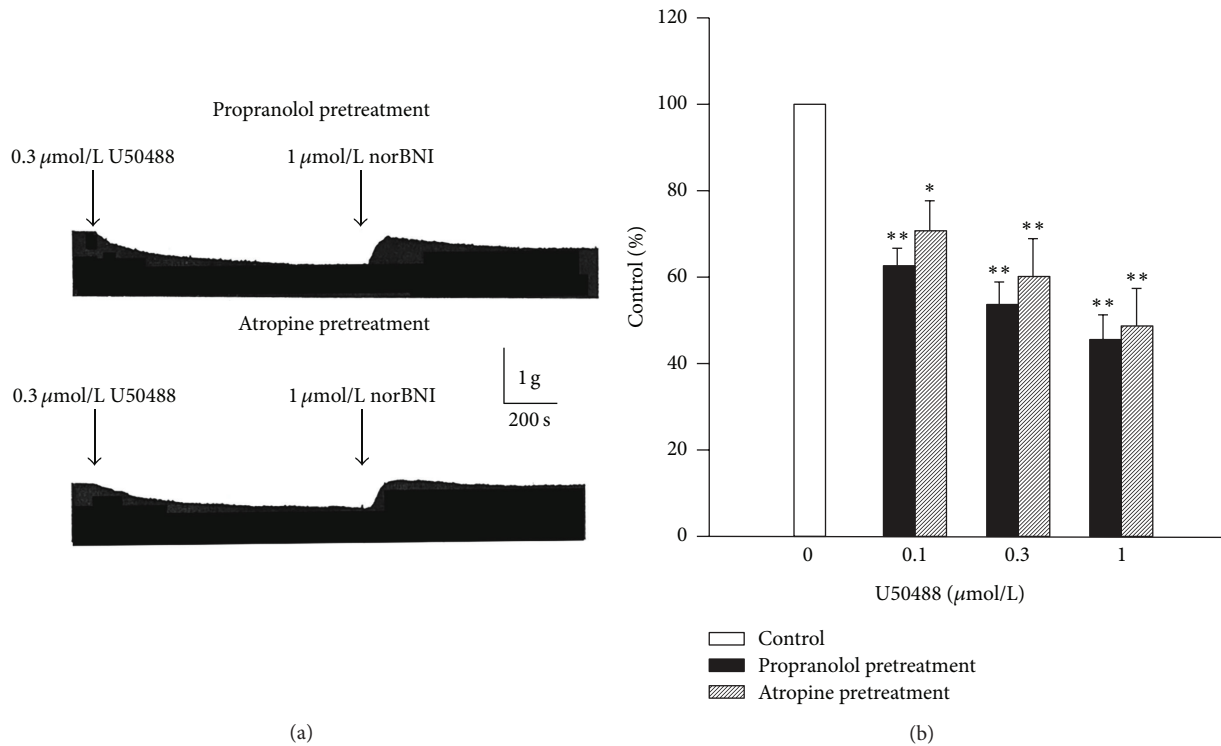 Propranolol pretreatment
0.3 μmol/L U50488
1 μmol/L norBNI
Atropine pretreatment
0.3 μmol/L U50488
1 μmol/L norBNI
1 g
200 s
(a)
120
100
80
60
40
20
0
Control (%)
**
*
**
**
**
**
0 0.1 0.3 1
U50488 (μmol/L)
Control
Propranolol pretreatment
Atropine pretreatment
(b)